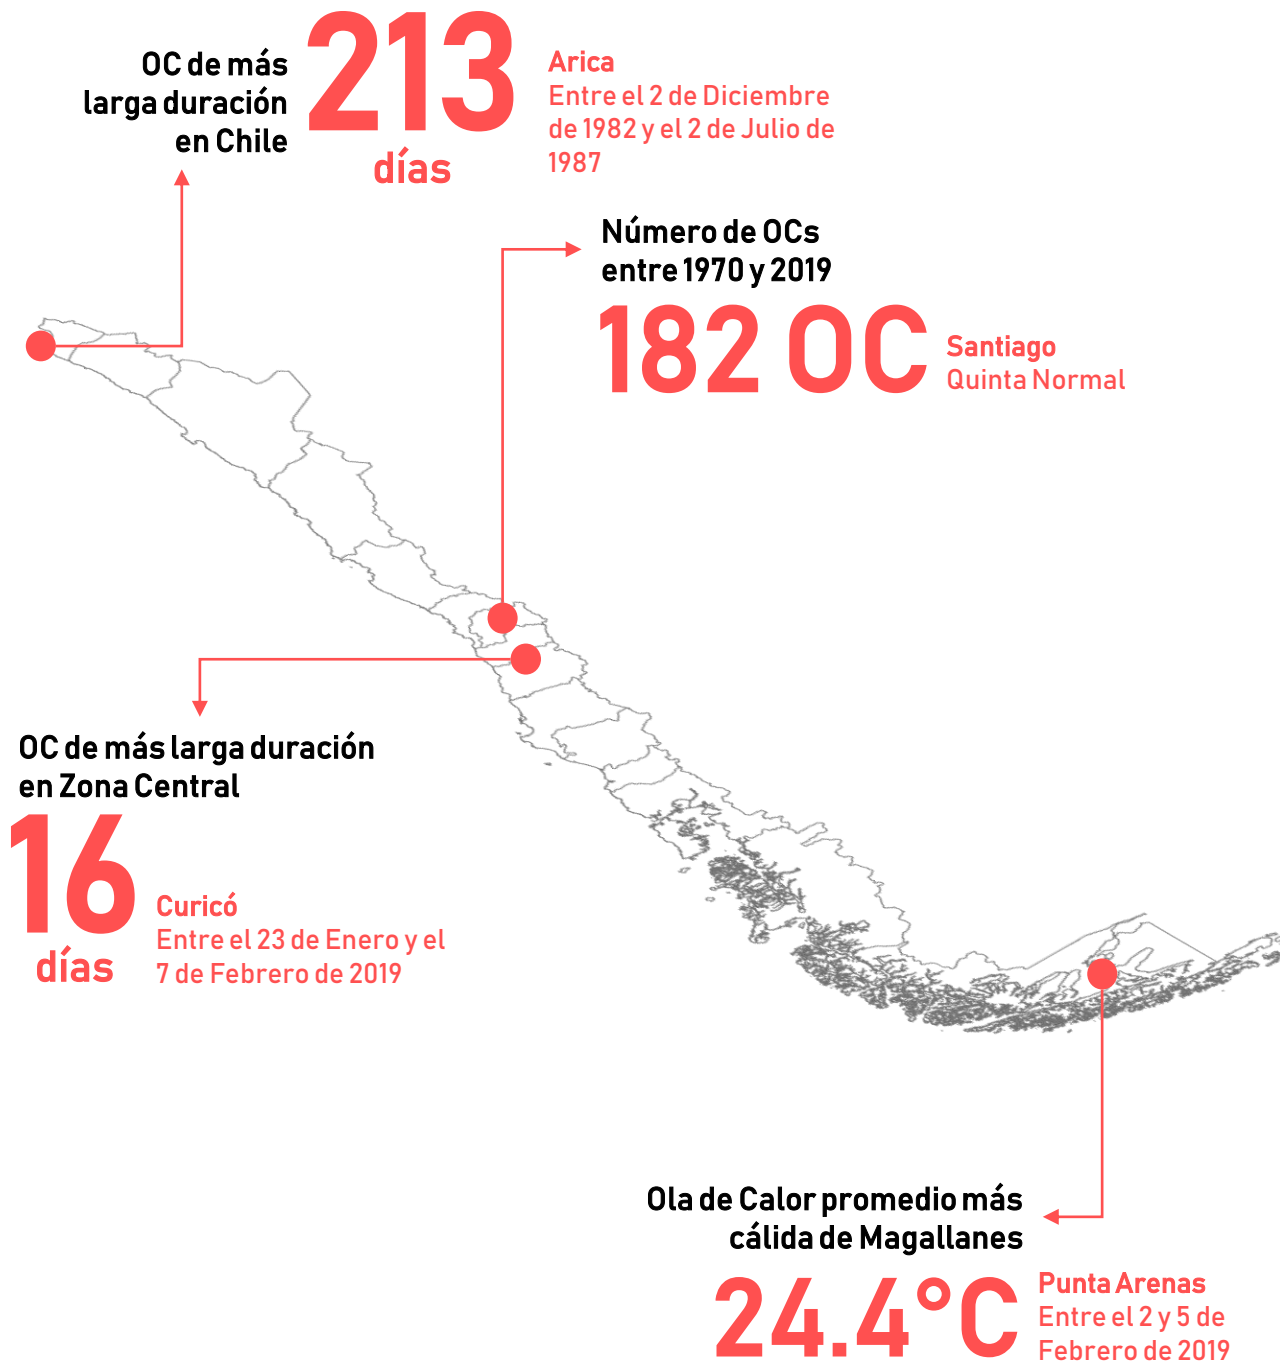 OC de más
larga duración
en Chile
213
días
Arica
Entre el 2 de Diciembre
de 1982 y el 2 de Julio de
1987
Número de OCs
entre 1970 y 2019
182 OC
Santiago
Quinta Normal
OC de más larga duración
en Zona Central
16
días
Curicó
Entre el 23 de Enero y el
7 de Febrero de 2019
Ola de Calor promedio más
cálida de Magallanes
24.4°C
Punta Arenas
Entre el 2 y 5 de
Febrero de 2019